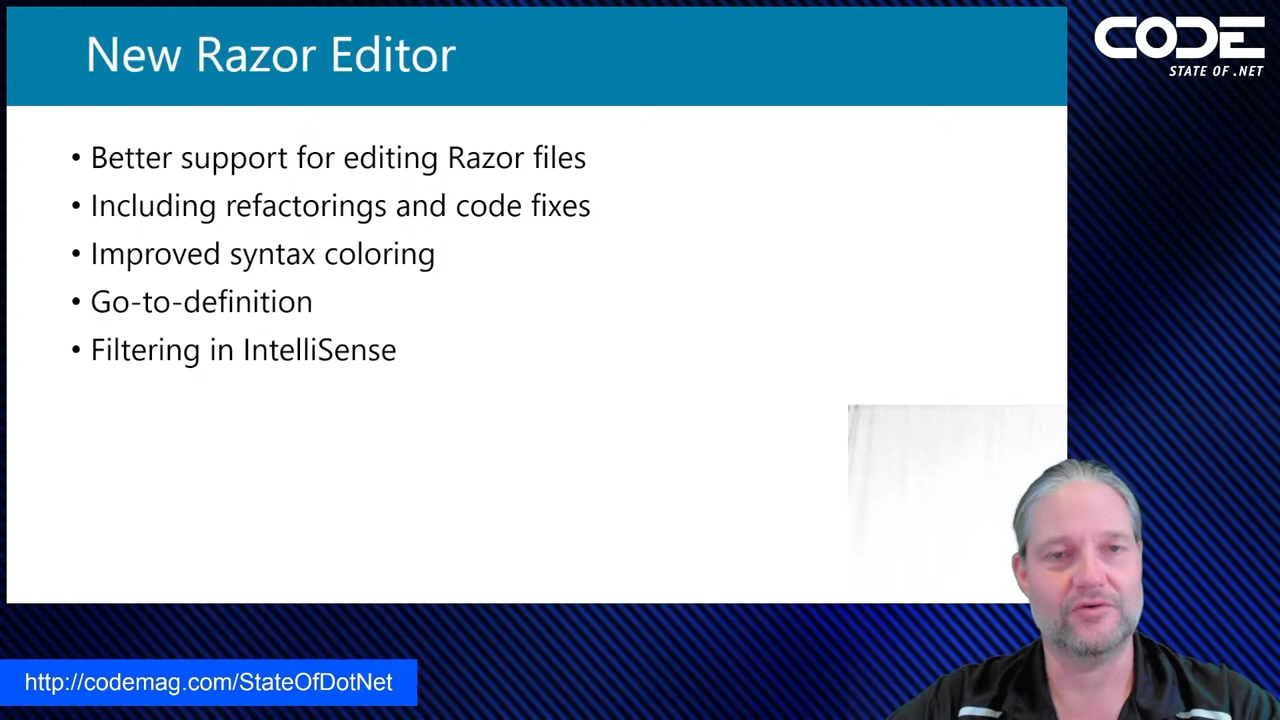 New Razor Editor
CODE
STATE OF .NET
• Better support for editing Razor files
• Including refactorings and code fixes
• Improved syntax coloring
• Go-to-definition
• Filtering in IntelliSense
http://codemag.com/StateOfDotNet